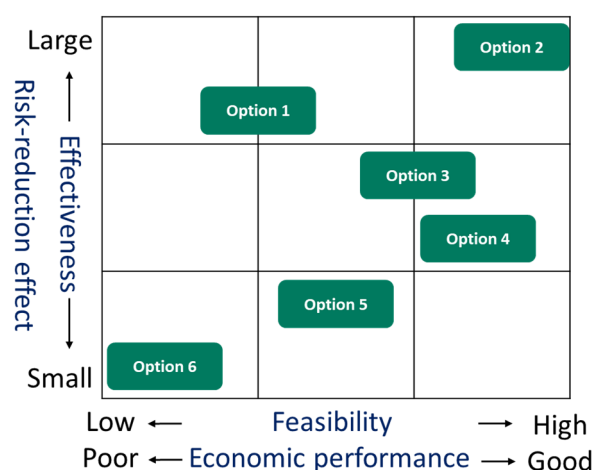 Large
Option 2
Option 1
Risk-reduction effect
Effectiveness
Option 3
Option 4
Option 5
Option 6
Small
Low Feasibility High
Poor Economic performance Good